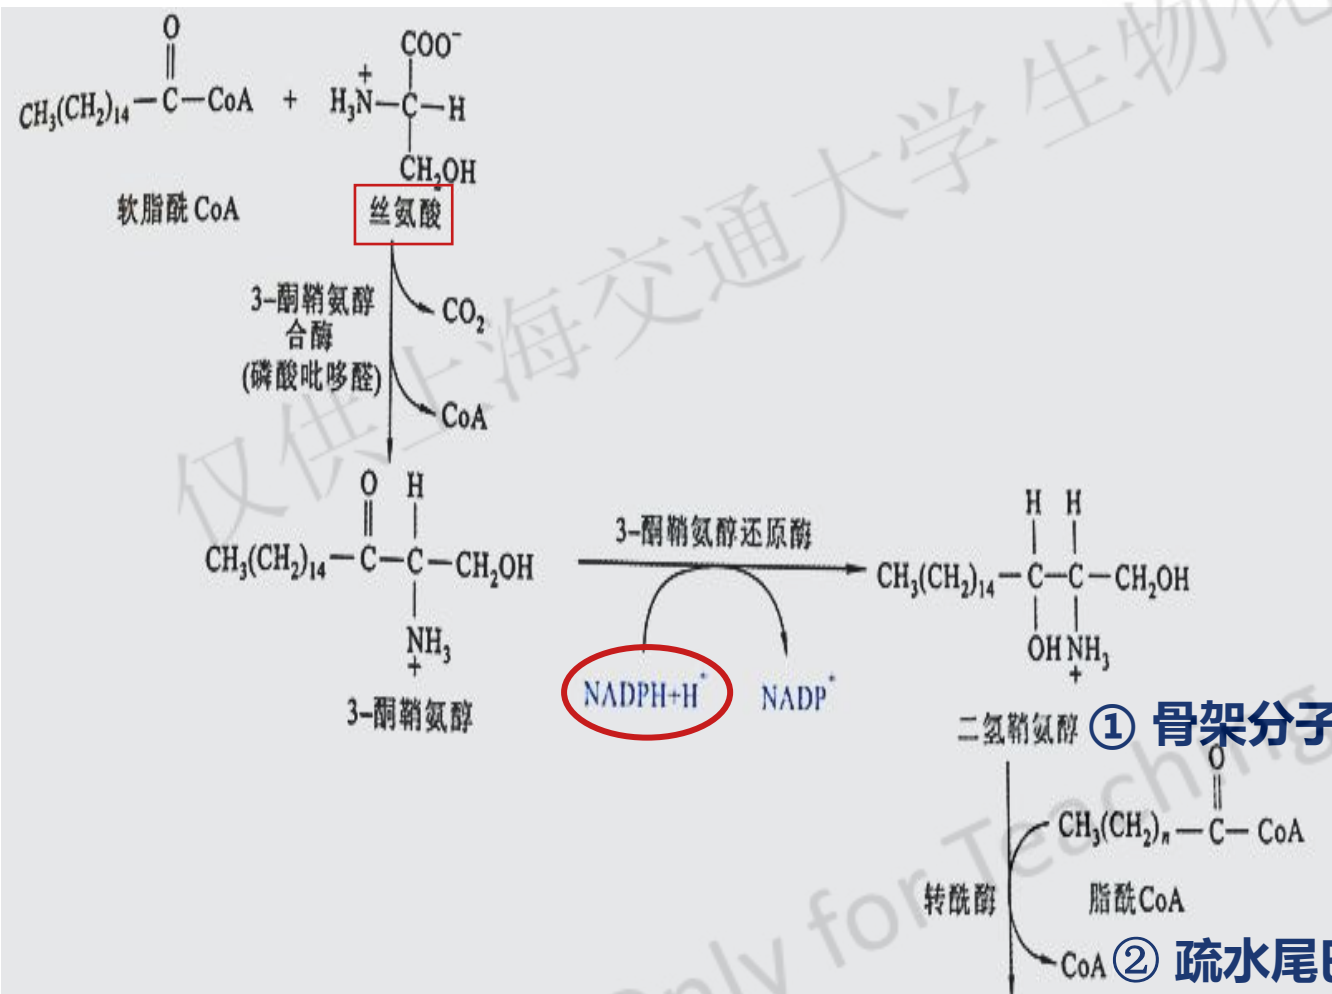 O
COO⁻
CH₃(CH₂)₁₄—C—CoA + H₃N⁺—C—H
CH₂OH
软脂酰 CoA
丝氨酸
3-酮鞘氨醇
合酶
(磷酸吡哆醛)
CO₂
CoA
O H
CH₃(CH₂)₁₄—C—C—CH₂OH
NH₃
+
3-酮鞘氨醇
3-酮鞘氨醇还原酶
NADPH+H⁺
NADP⁺
H H
CH₃(CH₂)₁₄—C—C—CH₂OH
OH NH₃
+
二氢鞘氨醇
① 骨架分子
O
CH₃(CH₂)ₙ—C—CoA
转酰酶
脂酰CoA
CoA
② 疏水尾
仅供上海交通大学 生物化
Only for Teaching